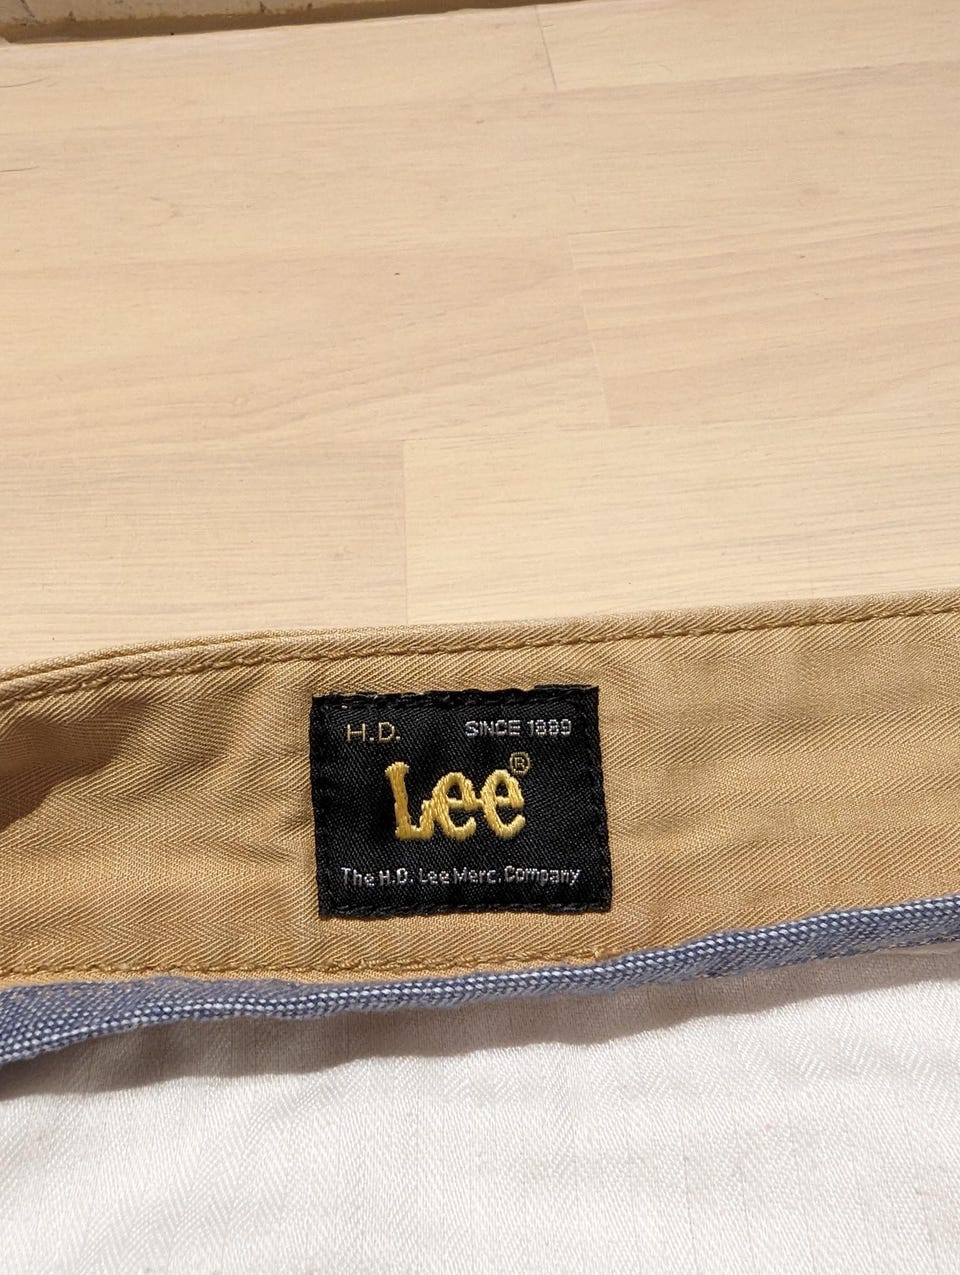 H.D. SINCE 1889
Lee®
The H.D. Lee Merc. Company